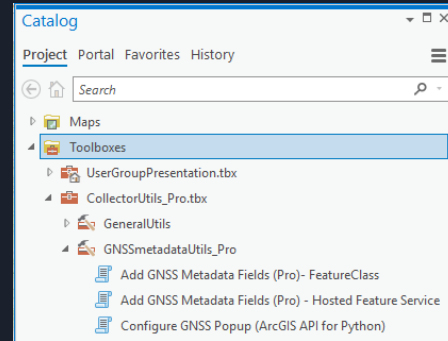 Catalog
Project Portal Favorites History
Search
Maps
Toolboxes
UserGroupPresentation.tbx
CollectorUtils_Pro.tbx
GeneralUtils
GNSSmetadataUtils_Pro
Add GNSS Metadata Fields (Pro)- FeatureClass
Add GNSS Metadata Fields (Pro) - Hosted Feature Service
Configure GNSS Popup (ArcGIS API for Python)